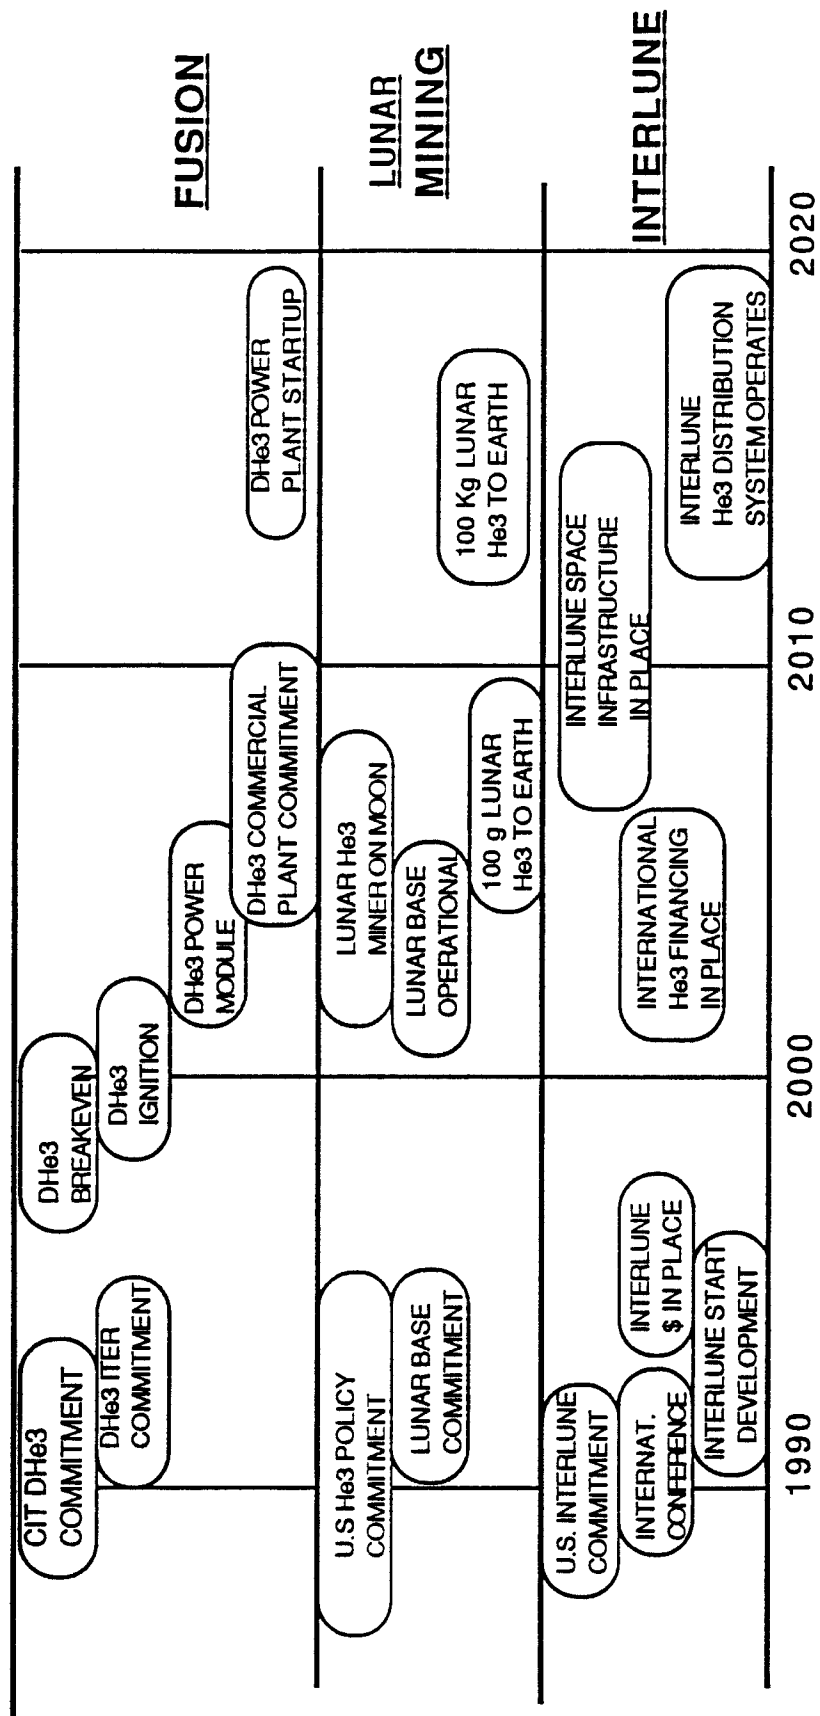 CIT DHe3
COMMITMENT
DHe3 ITER
COMMITMENT
DHe3
BREAKEVEN
DHe3
IGNITION
DHe3 POWER
MODULE
DHe3 COMMERCIAL
PLANT COMMITMENT
DHe3 POWER
PLANT STARTUP
FUSION
U.S He3 POLICY
COMMITMENT
LUNAR BASE
COMMITMENT
LUNAR He3
MINER ON MOON
LUNAR BASE
OPERATIONAL
100 g LUNAR
He3 TO EARTH
100 Kg LUNAR
He3 TO EARTH
LUNAR
MINING
U.S. INTERLUNE
COMMITMENT
INTERNAT.
CONFERENCE
INTERLUNE
$ IN PLACE
INTERLUNE START
DEVELOPMENT
INTERNATIONAL
He3 FINANCING
IN PLACE
INTERLUNE SPACE
INFRASTRUCTURE
IN PLACE
INTERLUNE
He3 DISTRIBUTION
SYSTEM OPERATES
INTERLUNE
1990
2000
2010
2020